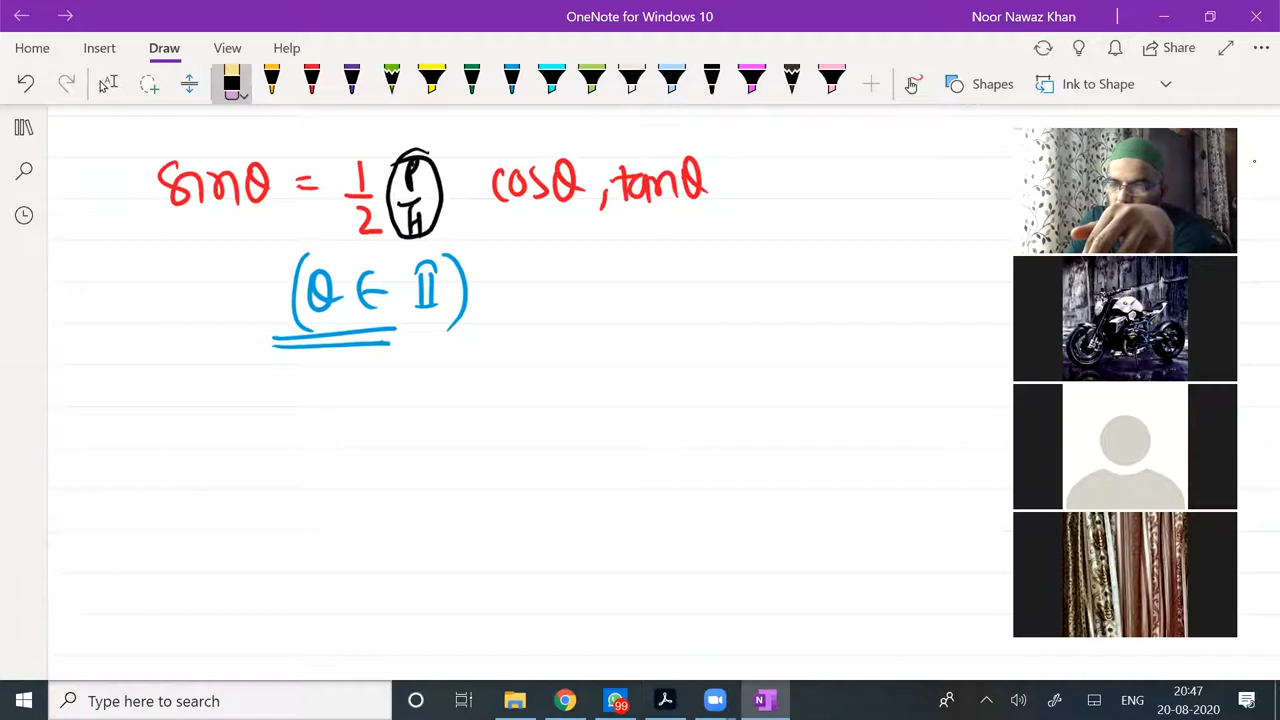 OneNote for Windows 10
Noor Nawaz Khan
Home Insert Draw View Help
Share
Shapes
Ink to Shape
sinθ = 1/2 P/H cosθ, tanθ
(θ ∈ II)
Type here to search
99
ENG
20:47
20-08-2020